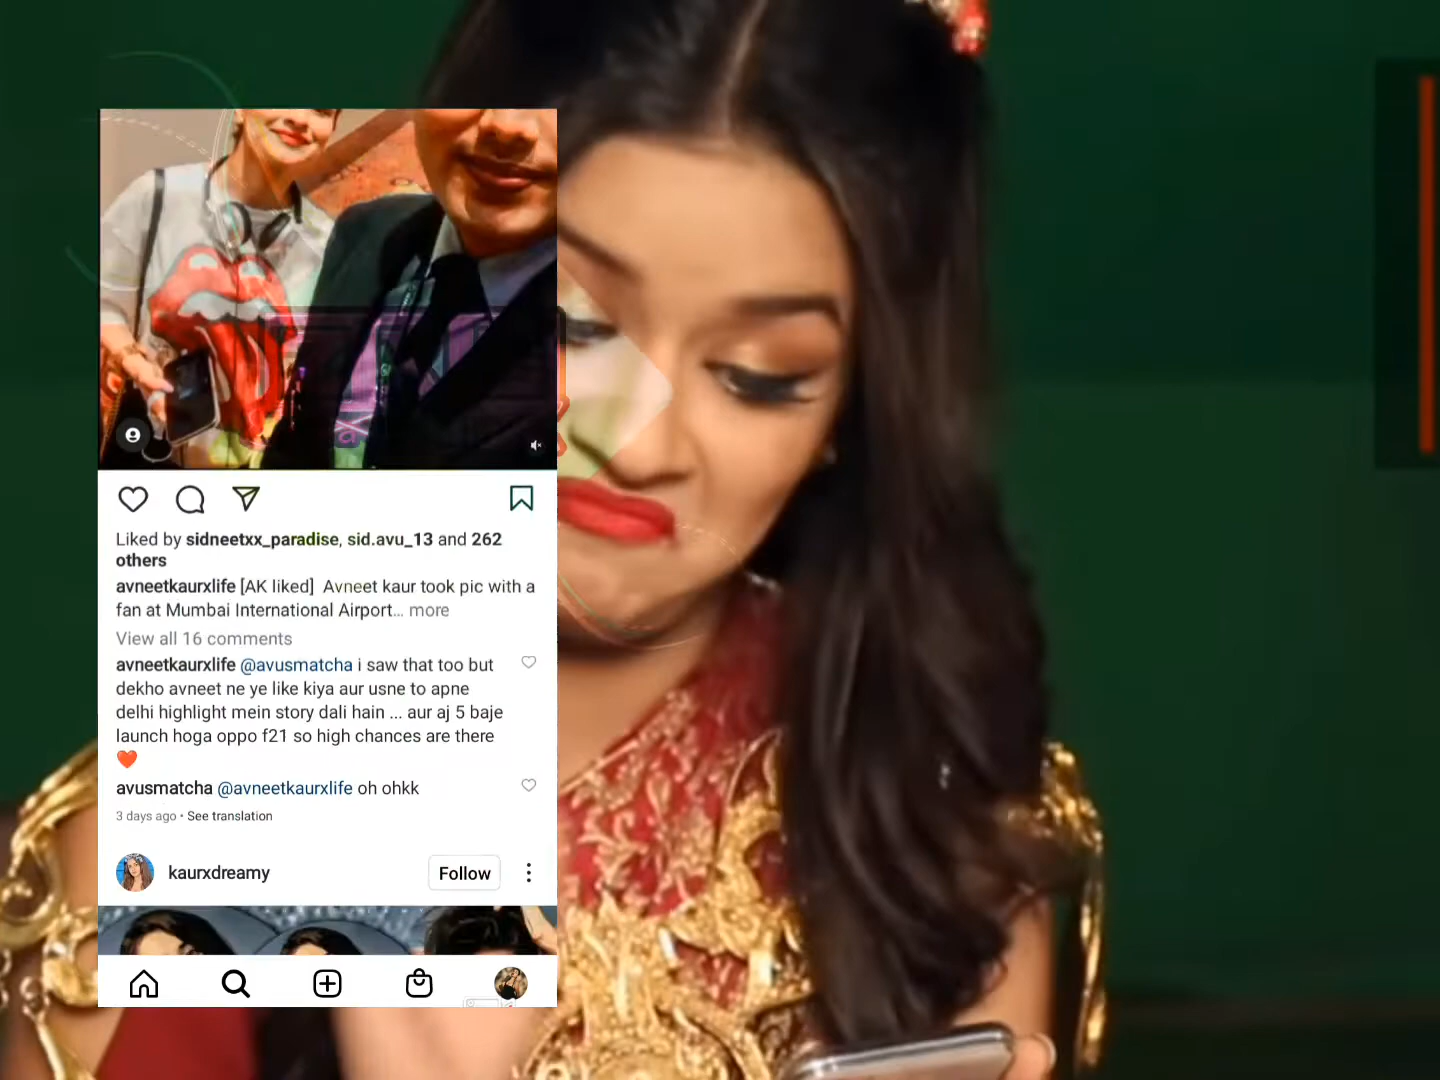 Liked by sidneetxx_paradise, sid.avu_13 and 262
others
avneetkaurxlife [AK liked] Avneet kaur took pic with a
fan at Mumbai International Airport... more
View all 16 comments
avneetkaurxlife @avusmatcha i saw that too but
dekho avneet ne ye like kiya aur usne to apne
delhi highlight mein story dali hain ... aur aj 5 baje
launch hoga oppo f21 so high chances are there
❤️
avusmatcha @avneetkaurxlife oh ohkk
3 days ago • See translation
kaurxdreamy
Follow